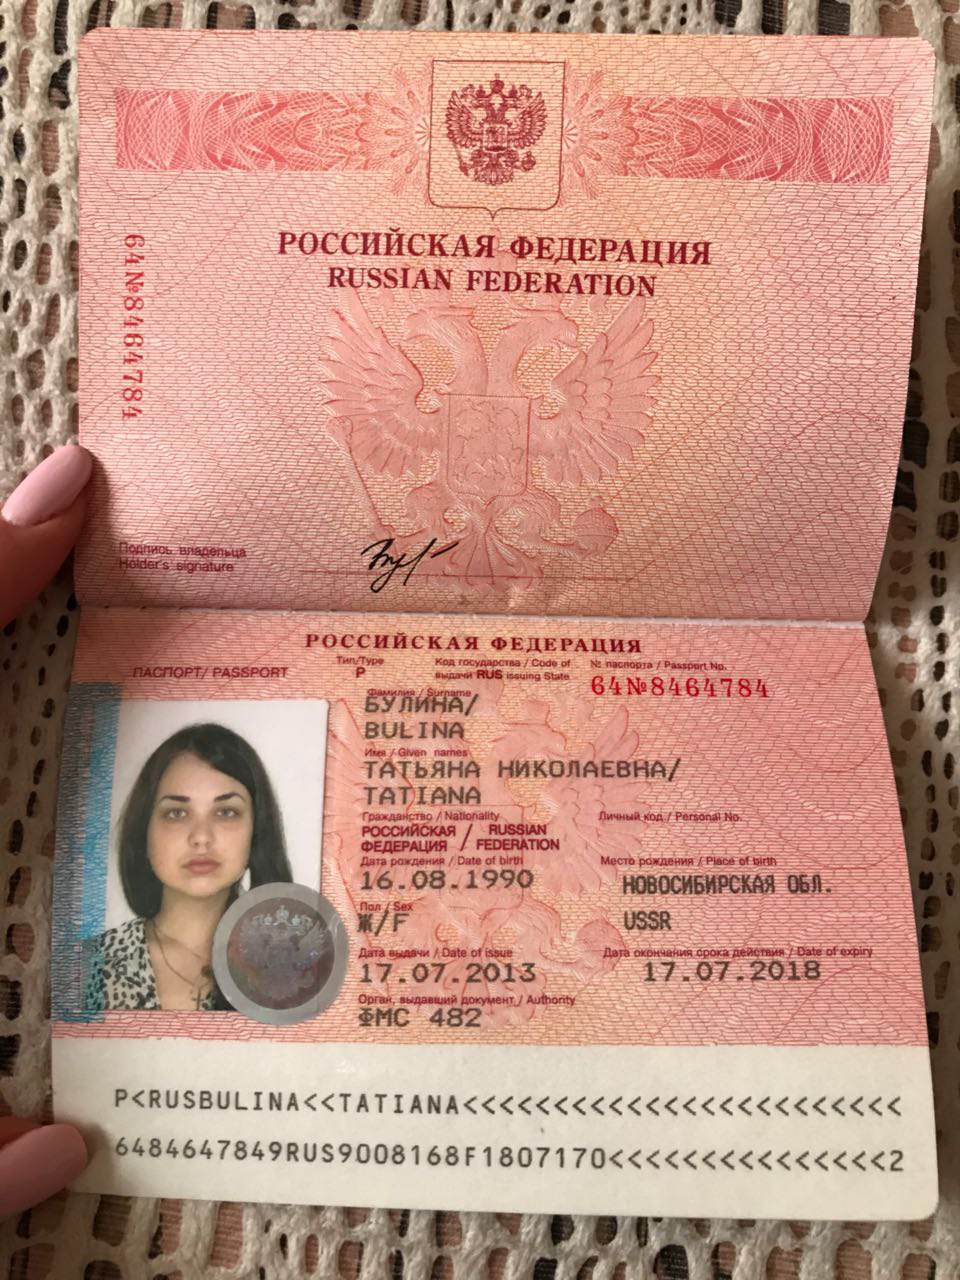 РОССИЙСКАЯ ФЕДЕРАЦИЯ
RUSSIAN FEDERATION
64№8464784
Подпись владельца
Holder's signature
РОССИЙСКАЯ ФЕДЕРАЦИЯ
ПАСПОРТ/ PASSPORT
Тип/Type
P
Код государства / Code of
выдачи RUS issuing State
№ паспорта / Passport No.
64№8464784
Фамилия / Surname
БУЛИНА/
BULINA
Имя / Given names
ТАТЬЯНА НИКОЛАЕВНА/
TATIANA
Гражданство / Nationality
РОССИЙСКАЯ / RUSSIAN
ФЕДЕРАЦИЯ / FEDERATION
Личный код / Personal No.
Дата рождения / Date of birth
16.08.1990
Место рождения / Place of birth
НОВОСИБИРСКАЯ ОБЛ.
USSR
Пол / Sex
Ж/F
Дата выдачи / Date of issue
17.07.2013
Дата окончания срока действия / Date of expiry
17.07.2018
Орган, выдавший документ / Authority
ФМС 482
P<RUSBULINA<<TATIANA<<<<<<<<<<<<<<<<<<<<<<<<
6484647849RUS9008168F1807170<<<<<<<<<<<<<<<2